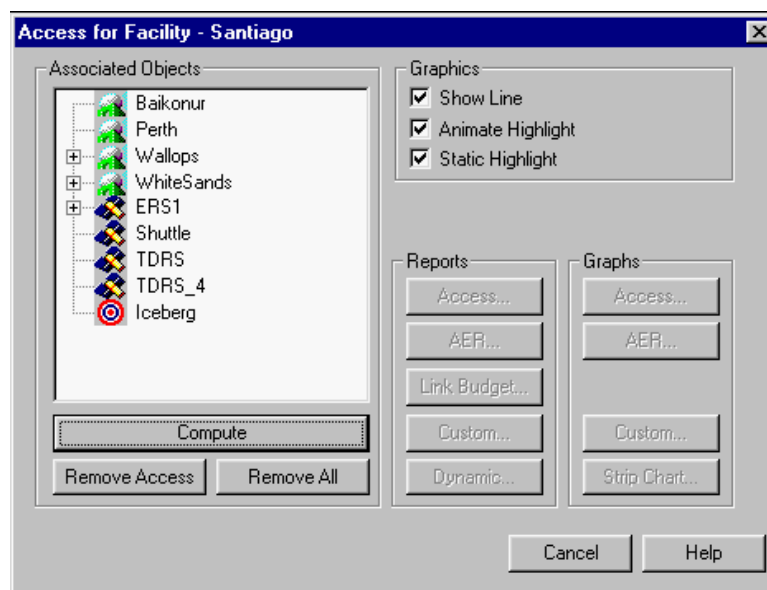 Access for Facility - Santiago
Associated Objects
Baikonur
Perth
Wallops
WhiteSands
ERS1
Shuttle
TDRS
TDRS_4
Iceberg
Compute
Remove Access
Remove All
Graphics
Show Line
Animate Highlight
Static Highlight
Reports
Access...
AER...
Link Budget...
Custom...
Dynamic...
Graphs
Access...
AER...
Custom...
Strip Chart...
Cancel
Help